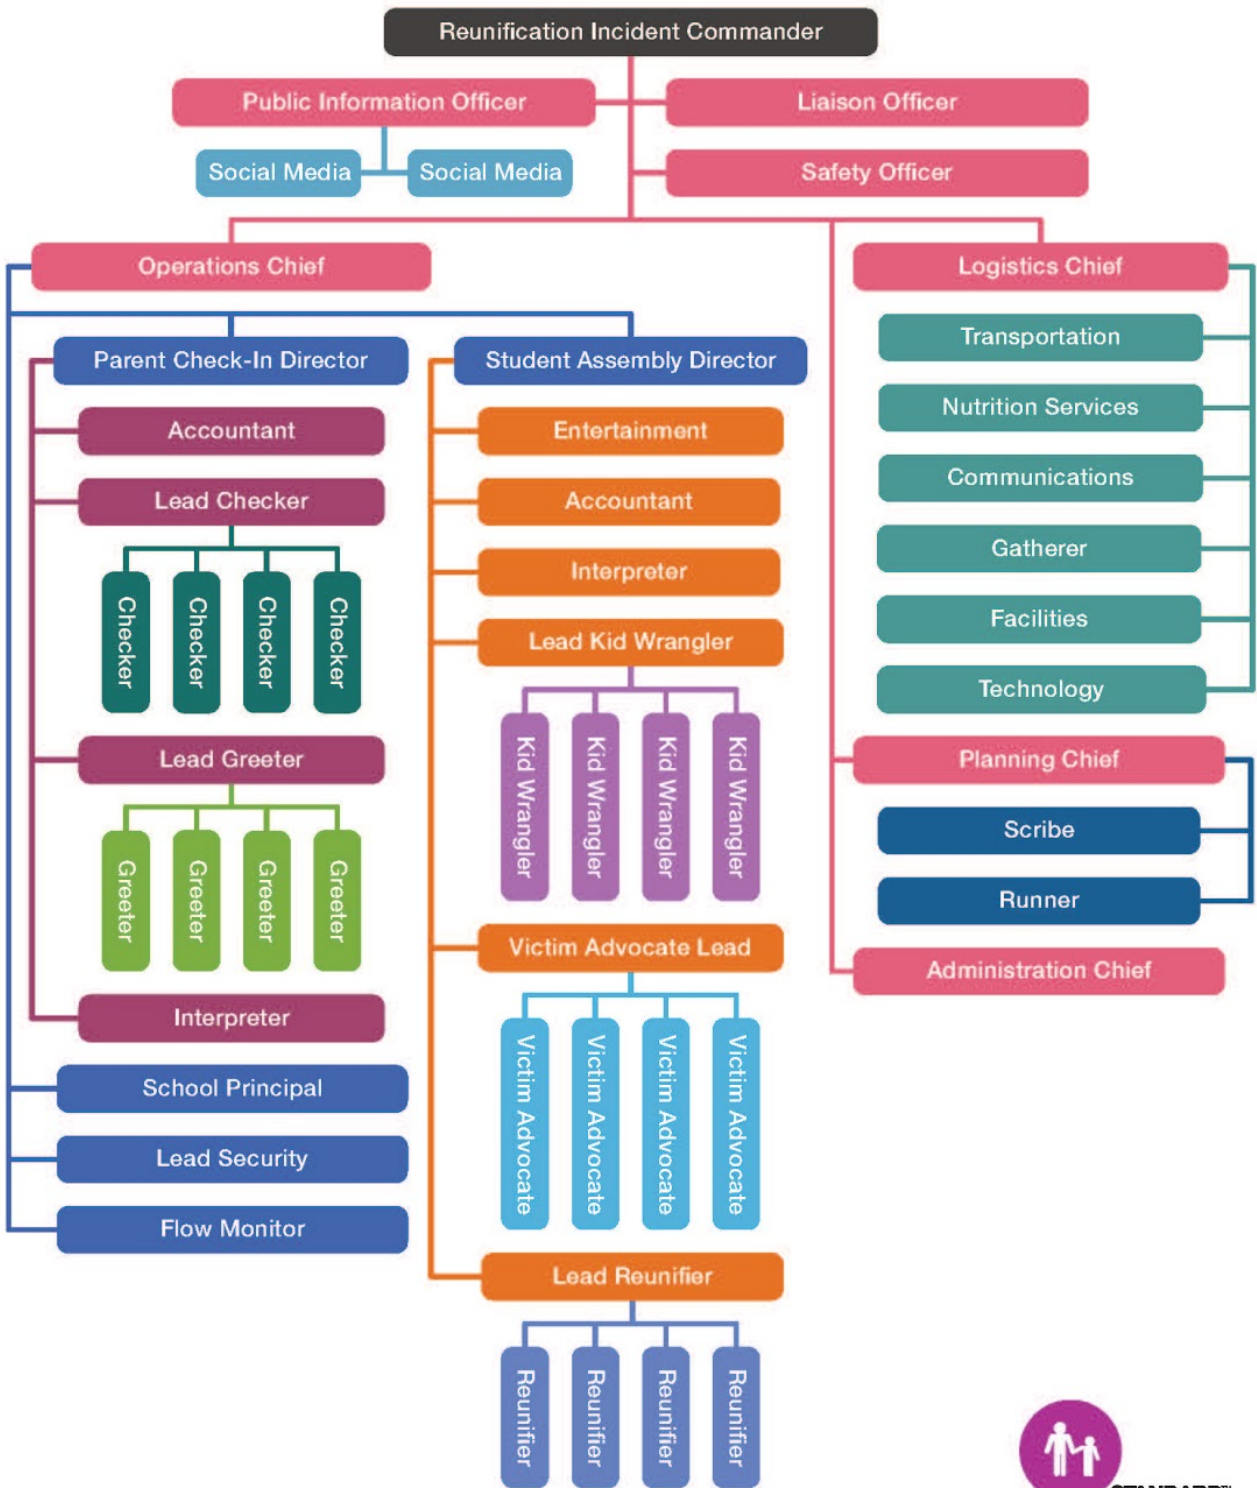 Reunification Incident Commander
Public Information Officer
Liaison Officer
Social Media
Social Media
Safety Officer
Operations Chief
Logistics Chief
Parent Check-In Director
Accountant
Lead Checker
Checker
Checker
Checker
Checker
Lead Greeter
Greeter
Greeter
Greeter
Greeter
Interpreter
School Principal
Lead Security
Flow Monitor
Student Assembly Director
Entertainment
Accountant
Interpreter
Lead Kid Wrangler
Kid Wrangler
Kid Wrangler
Kid Wrangler
Kid Wrangler
Victim Advocate Lead
Victim Advocate
Victim Advocate
Victim Advocate
Victim Advocate
Lead Reunifier
Reunifier
Reunifier
Reunifier
Reunifier
Transportation
Nutrition Services
Communications
Gatherer
Facilities
Technology
Planning Chief
Scribe
Runner
Administration Chief